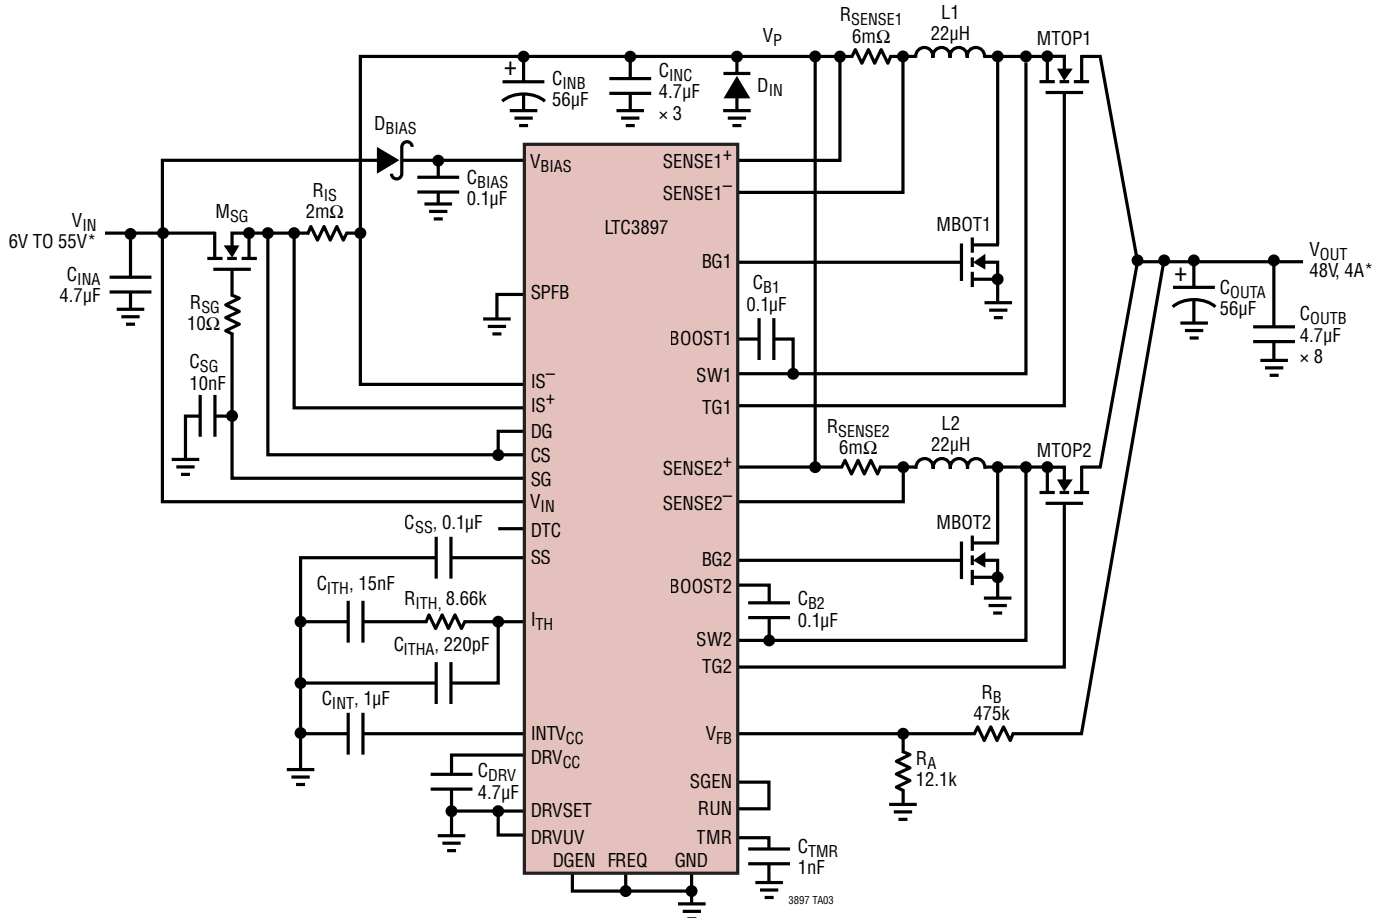 VIN
6V TO 55V*
CINA
4.7µF
MSG
RSG
10Ω
CSG
10nF
RIS
2mΩ
DBIAS
CBIAS
0.1µF
CINB
56µF
CINC
4.7µF
× 3
DIN
VP
RSENSE1
6mΩ
L1
22µH
MTOP1
MBOT1
CB1
0.1µF
VOUT
48V, 4A*
COUTA
56µF
COUTB
4.7µF
× 8
RSENSE2
6mΩ
L2
22µH
MTOP2
MBOT2
CB2
0.1µF
RB
475k
RA
12.1k
CTMR
1nF
CSS, 0.1µF
CITH, 15nF
RITH, 8.66k
CITHA, 220pF
CINT, 1µF
CDRV
4.7µF
LTC3897
VBIAS
SPFB
IS–
IS+
DG
CS
SG
VIN
DTC
SS
ITH
INTVCC
DRVCC
DRVSET
DRVUV
DGEN FREQ GND
SENSE1+
SENSE1–
BG1
BOOST1
SW1
TG1
SENSE2+
SENSE2–
BG2
BOOST2
SW2
TG2
VFB
SGEN
RUN
TMR
3897 TA03